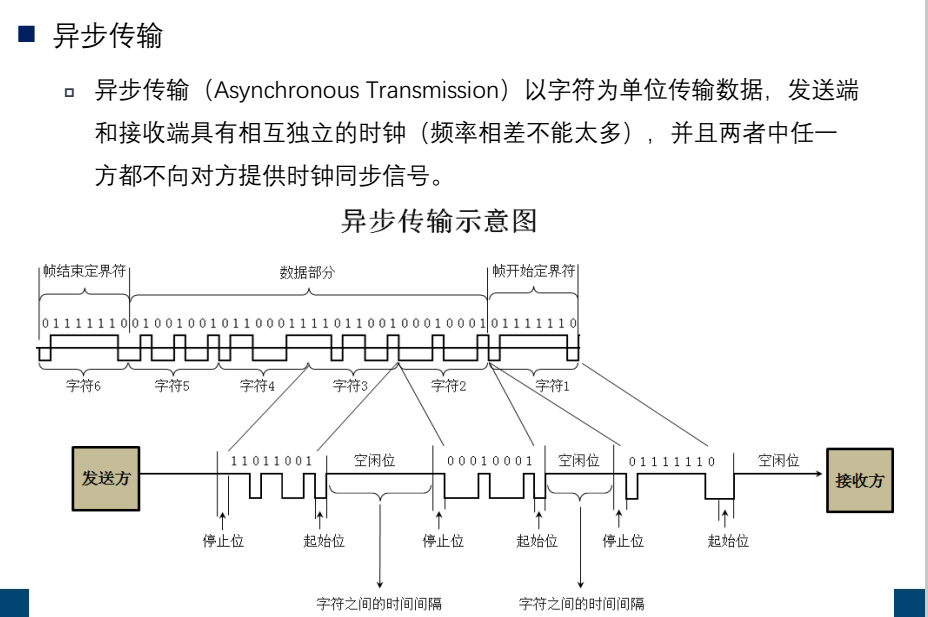 异步传输
异步传输（Asynchronous Transmission）以字符为单位传输数据，发送端
和接收端具有相互独立的时钟（频率相差不能太多），并且两者中任一
方都不向对方提供时钟同步信号。
异步传输示意图
帧结束定界符 数据部分 帧开始定界符
0 1 1 1 1 1 1 0 0 1 0 0 1 0 0 1 0 1 1 0 0 0 1 1 1 1 0 1 1 0 0 1 0 0 0 1 0 0 0 1 0 1 1 1 1 1 1 0
字符6 字符5 字符4 字符3 字符2 字符1
1 1 0 1 1 0 0 1 空闲位 0 0 0 1 0 0 0 1 空闲位 0 1 1 1 1 1 1 0 空闲位
发送方 接收方
停止位 起始位 停止位 起始位 停止位 起始位
字符之间的时间间隔 字符之间的时间间隔